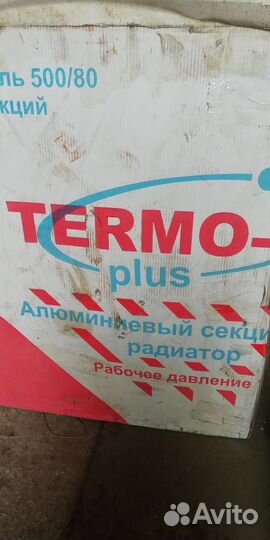 ль 500/80
кций
TERMO-
plus
Алюминиевый секци
радиатор
Рабочее давление
Avito